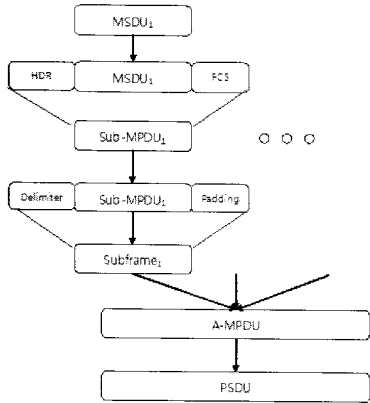 MSDU₁
HDR MSDU₁ FCS
Sub-MPDU₁
Delimiter Sub-MPDU₁ Padding
Subframe₁
A-MPDU
PSDU